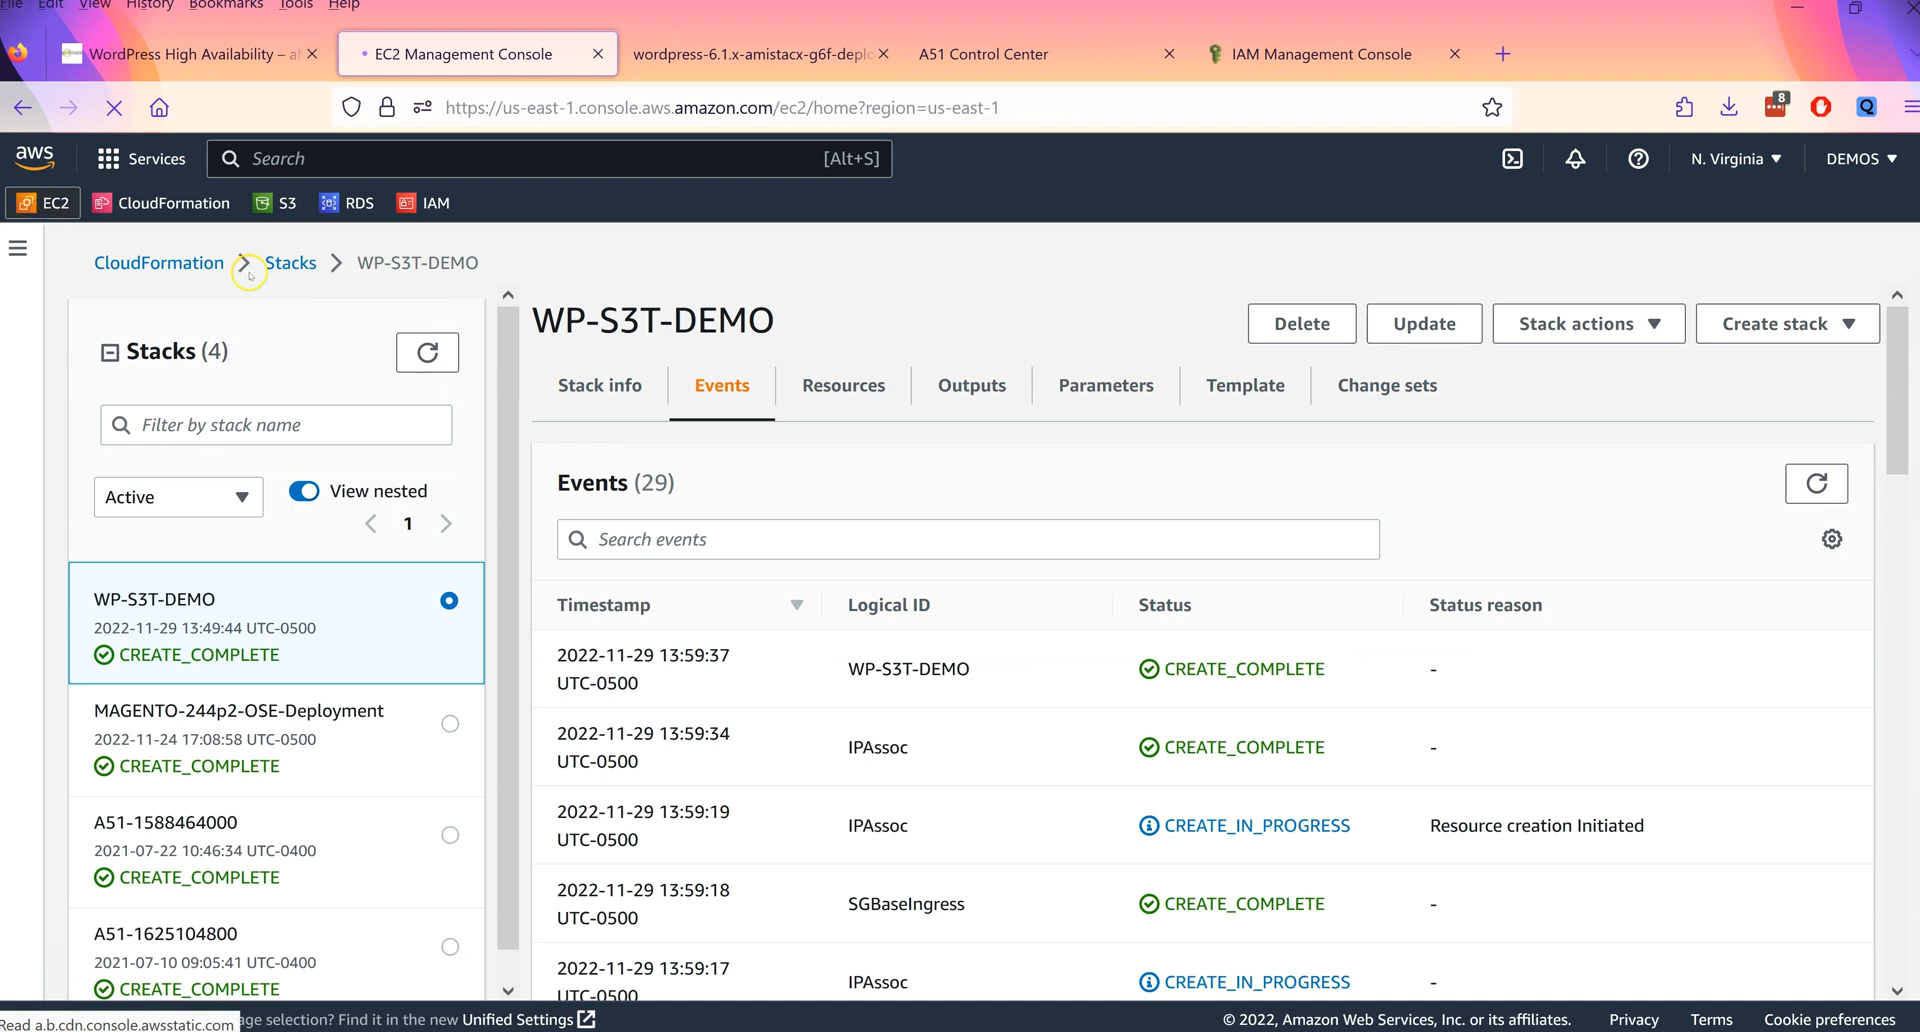 File Edit View History Bookmarks Tools Help
WordPress High Availability – a
EC2 Management Console
wordpress-6.1.x-amistacx-g6f-deplo
A51 Control Center
IAM Management Console
https://us-east-1.console.aws.amazon.com/ec2/home?region=us-east-1
8
Q
aws
Services
Search
[Alt+S]
N. Virginia
DEMOS
EC2
CloudFormation
S3
RDS
IAM
CloudFormation > Stacks > WP-S3T-DEMO
Stacks (4)
Filter by stack name
Active
View nested
1
WP-S3T-DEMO
2022-11-29 13:49:44 UTC-0500
CREATE_COMPLETE
MAGENTO-244p2-OSE-Deployment
2022-11-24 17:08:58 UTC-0500
CREATE_COMPLETE
A51-1588464000
2021-07-22 10:46:34 UTC-0400
CREATE_COMPLETE
A51-1625104800
2021-07-10 09:05:41 UTC-0400
CREATE_COMPLETE
WP-S3T-DEMO
Delete
Update
Stack actions
Create stack
Stack info
Events
Resources
Outputs
Parameters
Template
Change sets
Events (29)
Search events
Timestamp
Logical ID
Status
Status reason
2022-11-29 13:59:37
UTC-0500
WP-S3T-DEMO
CREATE_COMPLETE
-
2022-11-29 13:59:34
UTC-0500
IPAssoc
CREATE_COMPLETE
-
2022-11-29 13:59:19
UTC-0500
IPAssoc
CREATE_IN_PROGRESS
Resource creation Initiated
2022-11-29 13:59:18
UTC-0500
SGBaseIngress
CREATE_COMPLETE
-
2022-11-29 13:59:17
UTC-0500
IPAssoc
CREATE_IN_PROGRESS
-
Read a.b.cdn.console.awsstatic.com
age selection? Find it in the new Unified Settings
© 2022, Amazon Web Services, Inc. or its affiliates.
Privacy
Terms
Cookie preferences